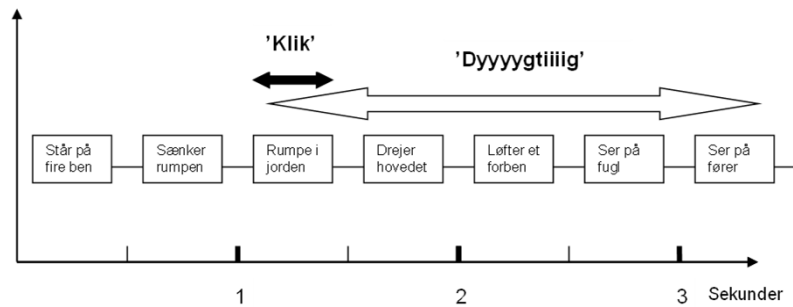 'Klik'
'Dyyyygtiiiig'
Står på
fire ben
Sænker
rumpen
Rumpe i
jorden
Drejer
hovedet
Løfter et
forben
Ser på
fugl
Ser på
fører
1
2
3
Sekunder